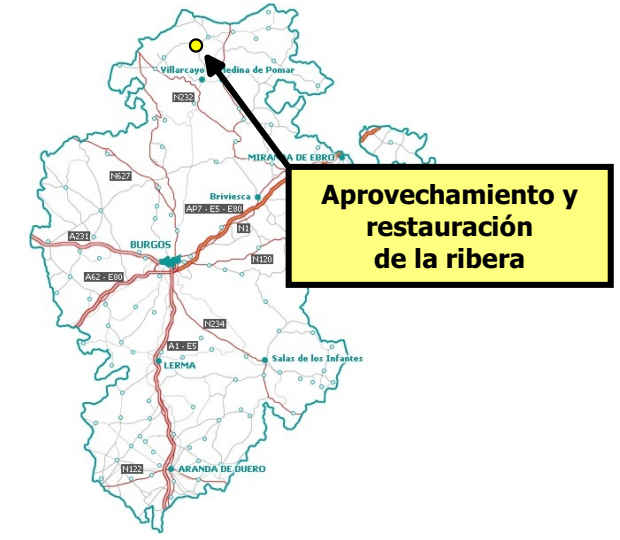 Villarcayo
Medina de Pomar
N232
MIRANDA DE EBRO
N627
Briviesca
AP7 - E5 - E80
N1
A231
BURGOS
N120
A62 - E80
Aprovechamiento y
restauración
de la ribera
N234
A1 - E5
LERMA
Salas de los Infantes
N122
ARANDA DE DUERO